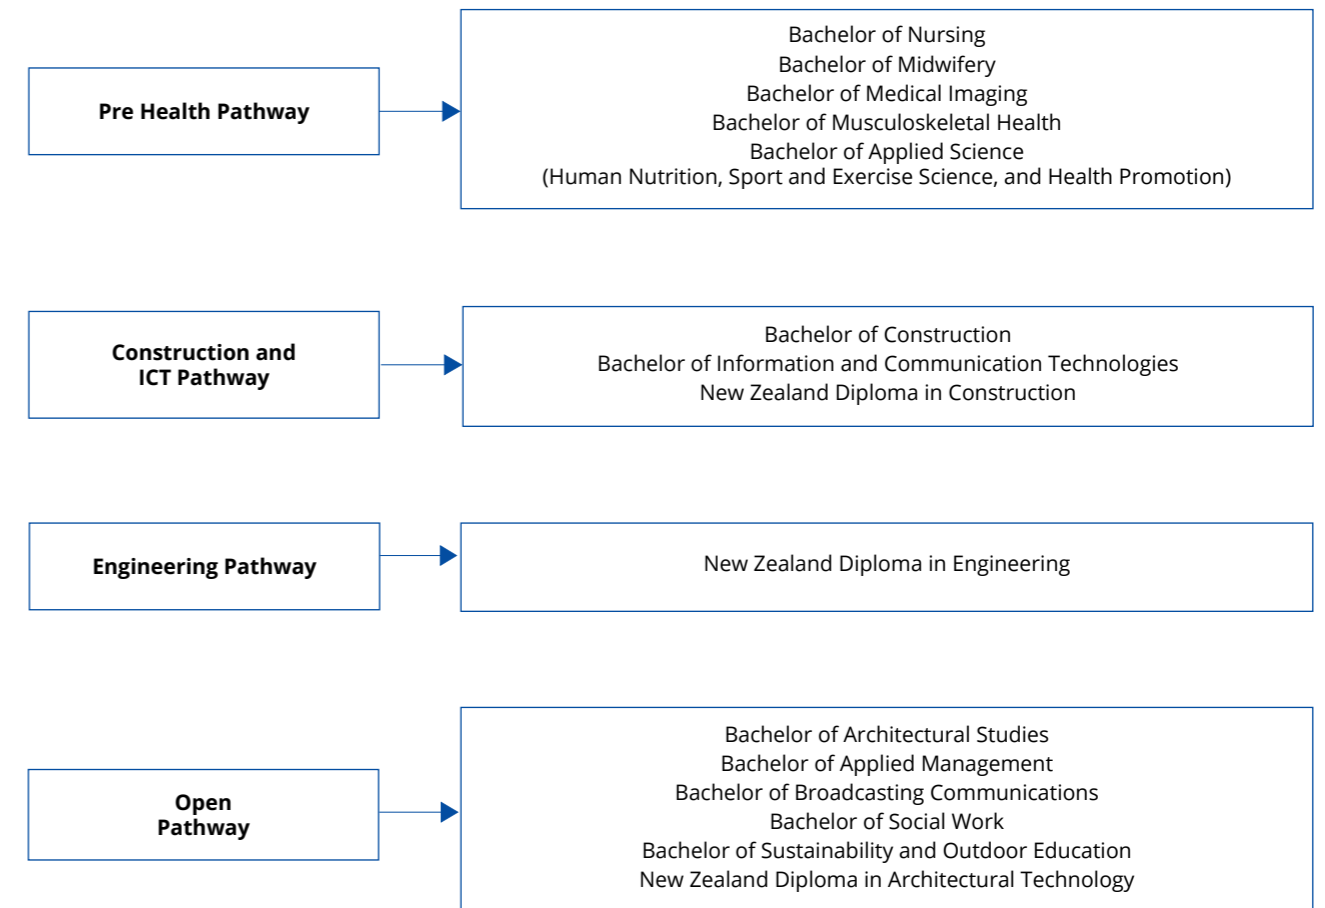 Pre Health Pathway
Bachelor of Nursing
Bachelor of Midwifery
Bachelor of Medical Imaging
Bachelor of Musculoskeletal Health
Bachelor of Applied Science
(Human Nutrition, Sport and Exercise Science, and Health Promotion)
Construction and
ICT Pathway
Bachelor of Construction
Bachelor of Information and Communication Technologies
New Zealand Diploma in Construction
Engineering Pathway
New Zealand Diploma in Engineering
Open
Pathway
Bachelor of Architectural Studies
Bachelor of Applied Management
Bachelor of Broadcasting Communications
Bachelor of Social Work
Bachelor of Sustainability and Outdoor Education
New Zealand Diploma in Architectural Technology